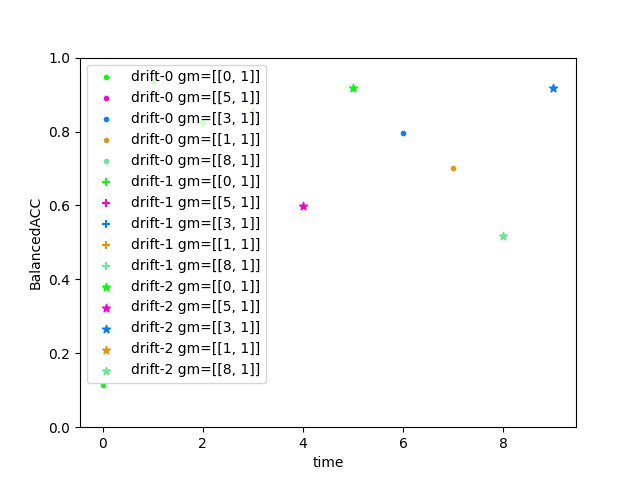 1.0
0.8
0.6
0.4
0.2
0.0
BalancedACC
drift-0 gm=[[0, 1]]
drift-0 gm=[[5, 1]]
drift-0 gm=[[3, 1]]
drift-0 gm=[[1, 1]]
drift-0 gm=[[8, 1]]
drift-1 gm=[[0, 1]]
drift-1 gm=[[5, 1]]
drift-1 gm=[[3, 1]]
drift-1 gm=[[1, 1]]
drift-1 gm=[[8, 1]]
drift-2 gm=[[0, 1]]
drift-2 gm=[[5, 1]]
drift-2 gm=[[3, 1]]
drift-2 gm=[[1, 1]]
drift-2 gm=[[8, 1]]
0 2 4 6 8
time